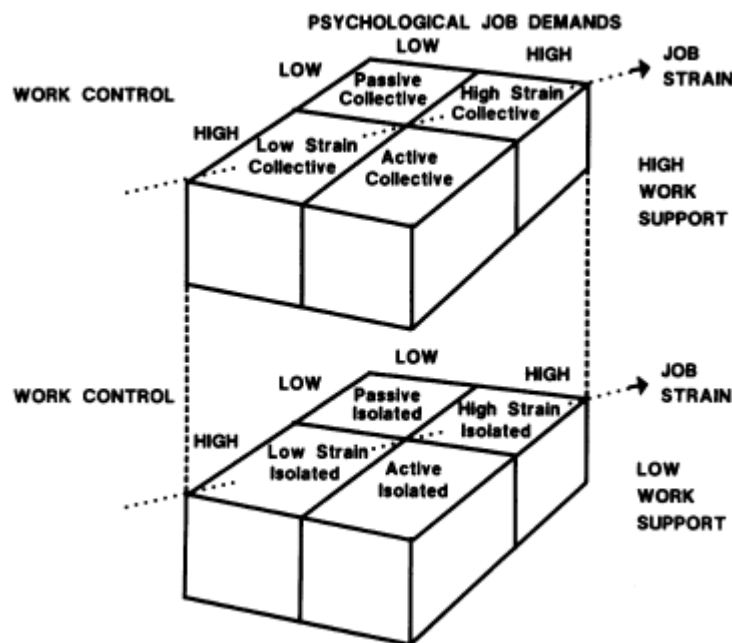 PSYCHOLOGICAL JOB DEMANDS
LOW
HIGH
JOB
STRAIN
LOW
WORK CONTROL
Passive
Collective
High Strain
Collective
HIGH
Low Strain
Collective
Active
Collective
HIGH
WORK
SUPPORT
LOW
HIGH
JOB
STRAIN
LOW
WORK CONTROL
Passive
Isolated
High Strain
Isolated
HIGH
Low Strain
Isolated
Active
Isolated
LOW
WORK
SUPPORT